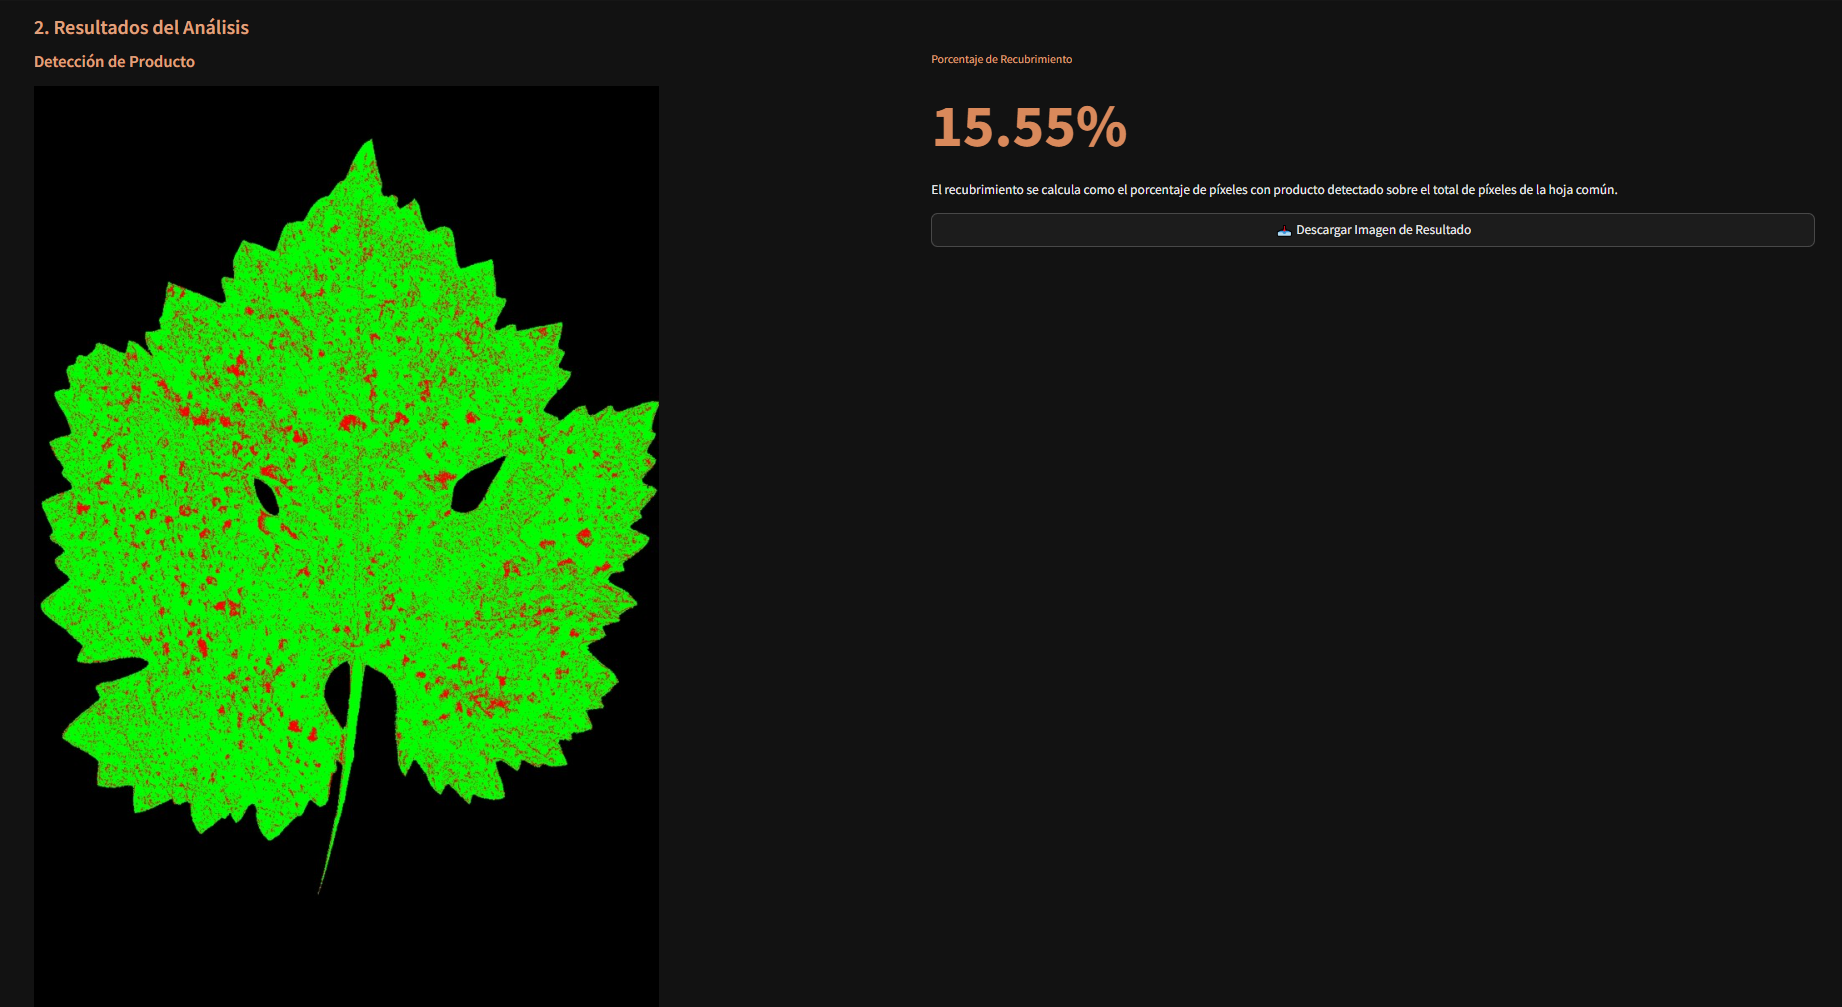 2. Resultados del Análisis
Detección de Producto
Porcentaje de Recubrimiento
15.55%
El recubrimiento se calcula como el porcentaje de píxeles con producto detectado sobre el total de píxeles de la hoja común.
Descargar Imagen de Resultado